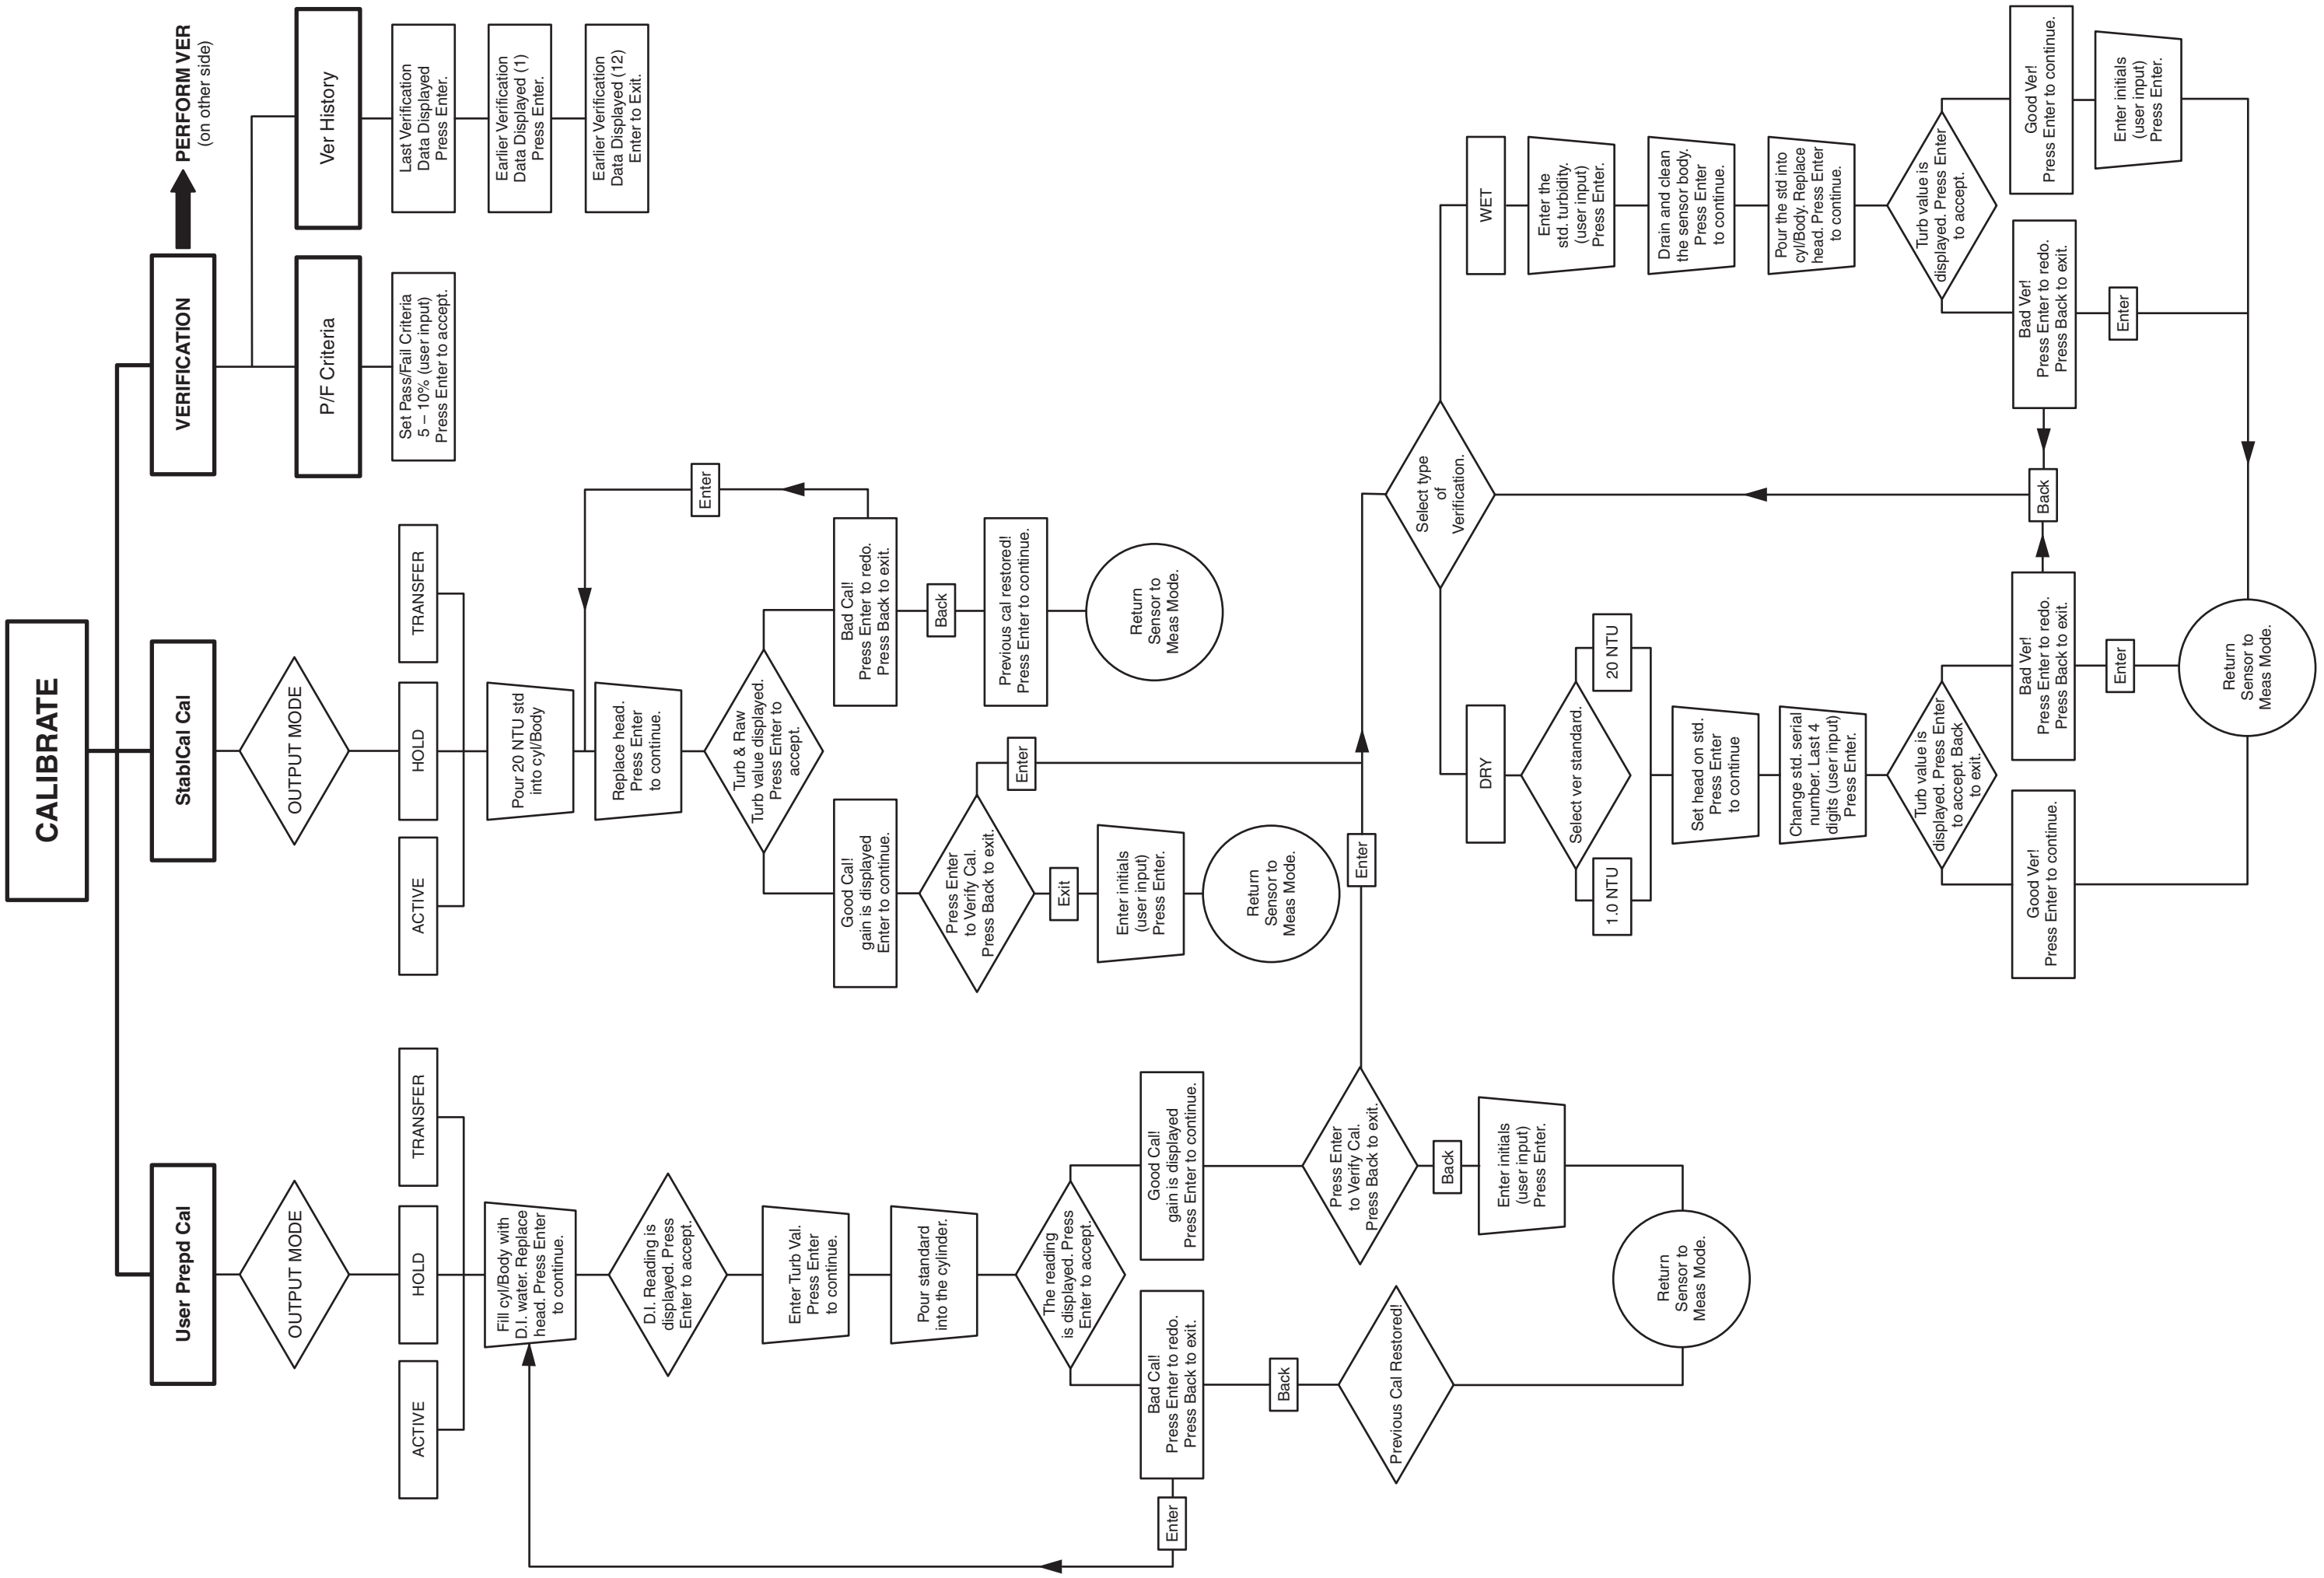 CALIBRATE
User Prepd Cal
OUTPUT MODE
ACTIVE
HOLD
TRANSFER
Fill cyl/Body with
D.I. water. Replace
head. Press Enter
to continue.
D.I. Reading is
displayed. Press
Enter to accept.
Enter Turb Val.
Press Enter
to continue.
Pour standard
into the cylinder.
The reading
is displayed. Press
Enter to accept.
Bad Cal!
Press Enter to redo.
Press Back to exit.
Enter
Back
Previous Cal Restored!
Good Cal!
gain is displayed
Press Enter to continue.
Press Enter
to Verify Cal.
Press Back to exit.
Back
Enter initials
(user input)
Press Enter.
Return
Sensor to
Meas Mode.
Enter
StablCal Cal
OUTPUT MODE
ACTIVE
HOLD
TRANSFER
Pour 20 NTU std
into cyl/Body
Replace head.
Press Enter
to continue.
Turb & Raw
Turb value displayed.
Press Enter to
accept.
Good Cal!
gain is displayed
Enter to continue.
Press Enter
to Verify Cal.
Press Back to exit.
Enter
Exit
Enter initials
(user input)
Press Enter.
Return
Sensor to
Meas Mode.
Bad Cal!
Press Enter to redo.
Press Back to exit.
Enter
Back
Previous cal restored!
Press Enter to continue.
Return
Sensor to
Meas Mode.
VERIFICATION
PERFORM VER
(on other side)
P/F Criteria
Set Pass/Fail Criteria
5 – 10% (user input)
Press Enter to accept.
Ver History
Last Verification
Data Displayed
Press Enter.
Earlier Verification
Data Displayed (1)
Press Enter.
Earlier Verification
Data Displayed (12)
Enter to Exit.
Select type
of
Verification.
DRY
Select ver standard.
1.0 NTU
20 NTU
Set head on std.
Press Enter
to continue
Change std. serial
number. Last 4
digits (user input)
Press Enter.
Turb value is
displayed. Press Enter
to accept. Back
to exit.
Good Ver!
Press Enter to continue.
Bad Ver!
Press Enter to redo.
Press Back to exit.
Enter
Back
Return
Sensor to
Meas Mode.
WET
Enter the
std. turbidity.
(user input)
Press Enter.
Drain and clean
the sensor body.
Press Enter
to continue.
Pour the std into
cyl/Body. Replace
head. Press Enter
to continue.
Turb value is
displayed. Press Enter
to accept.
Bad Ver!
Press Enter to redo.
Press Back to exit.
Enter
Good Ver!
Press Enter to continue.
Enter initials
(user input)
Press Enter.